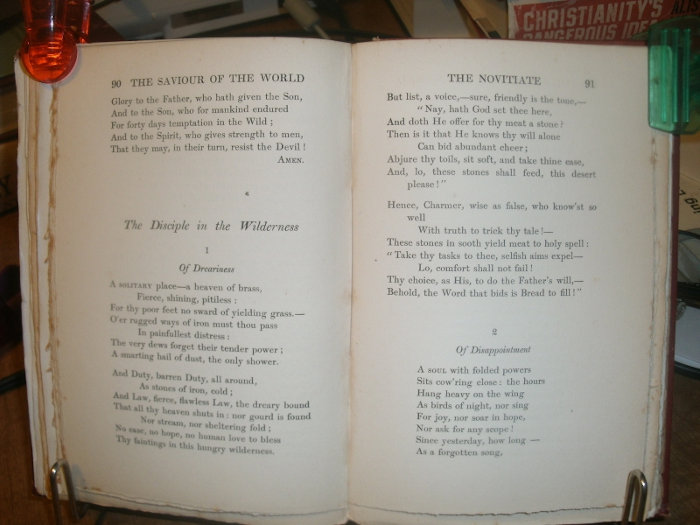 90 THE SAVIOUR OF THE WORLD
Glory to the Father, who hath given the Son,
And to the Son, who for mankind endured
For forty days temptation in the Wild;
And to the Spirit, who gives strength to men,
That they may, in their turn, resist the Devil!
AMEN.
The Disciple in the Wilderness
1
Of Dreariness
A SOLITARY place—a heaven of brass,
Fierce, shining, pitiless:
For thy poor feet no sward of yielding grass.—
O'er rugged ways of iron must thou pass
In painfullest distress:
The very dews forget their tender power;
A smarting hail of dust, the only shower.
And Duty, barren Duty, all around,
As stones of iron, cold;
And Law, fierce, flawless Law, the dreary bound
That all thy heaven shuts in: nor gourd is found
Nor stream, nor sheltering fold;
No ease, no hope, no human love to bless
Thy faintings in this hungry wilderness.
THE NOVITIATE 91
But list, a voice,—sure, friendly is the tone,—
"Nay, hath God set thee here,
And doth He offer for thy meat a stone?
Then is it that He knows thy will alone
Can bid abundant cheer;
Abjure thy toils, sit soft, and take thine ease,
And, lo, these stones shall feed, this desert
please!"
Hence, Charmer, wise as false, who know'st so
well
With truth to trick thy tale!—
These stones in sooth yield meat to holy spell:
"Take thy tasks to thee, selfish aims expel—
Lo, comfort shall not fail!
Thy choice, as His, to do the Father's will,—
Behold, the Word that bids is Bread to fill!"
2
Of Disappointment
A SOUL with folded powers
Sits cow'ring close: the hours
Hang heavy on the wing
As birds of night, nor sing
For joy, nor soar in hope,
Nor ask for any scope!
Since yesterday, how long—
As a forgotten song,
CHRISTIANITY'S
DANGEROUS IDEA